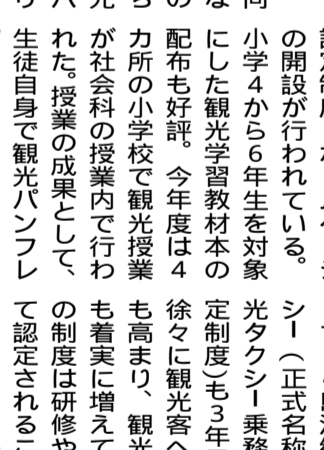 の開設が行われている。
小学4から6年生を対象
にした観光学習教材本の
配布も好評。今年度は4
カ所の小学校で観光授業
が社会科の授業内で行わ
れた。授業の成果として、
生徒自身で観光パンフレ
シー(正式名称
光タクシー乗務
定制度)も3年
徐々に観光客へ
も高まり、観光
も着実に増えて
の制度は研修や
て認定されるこ